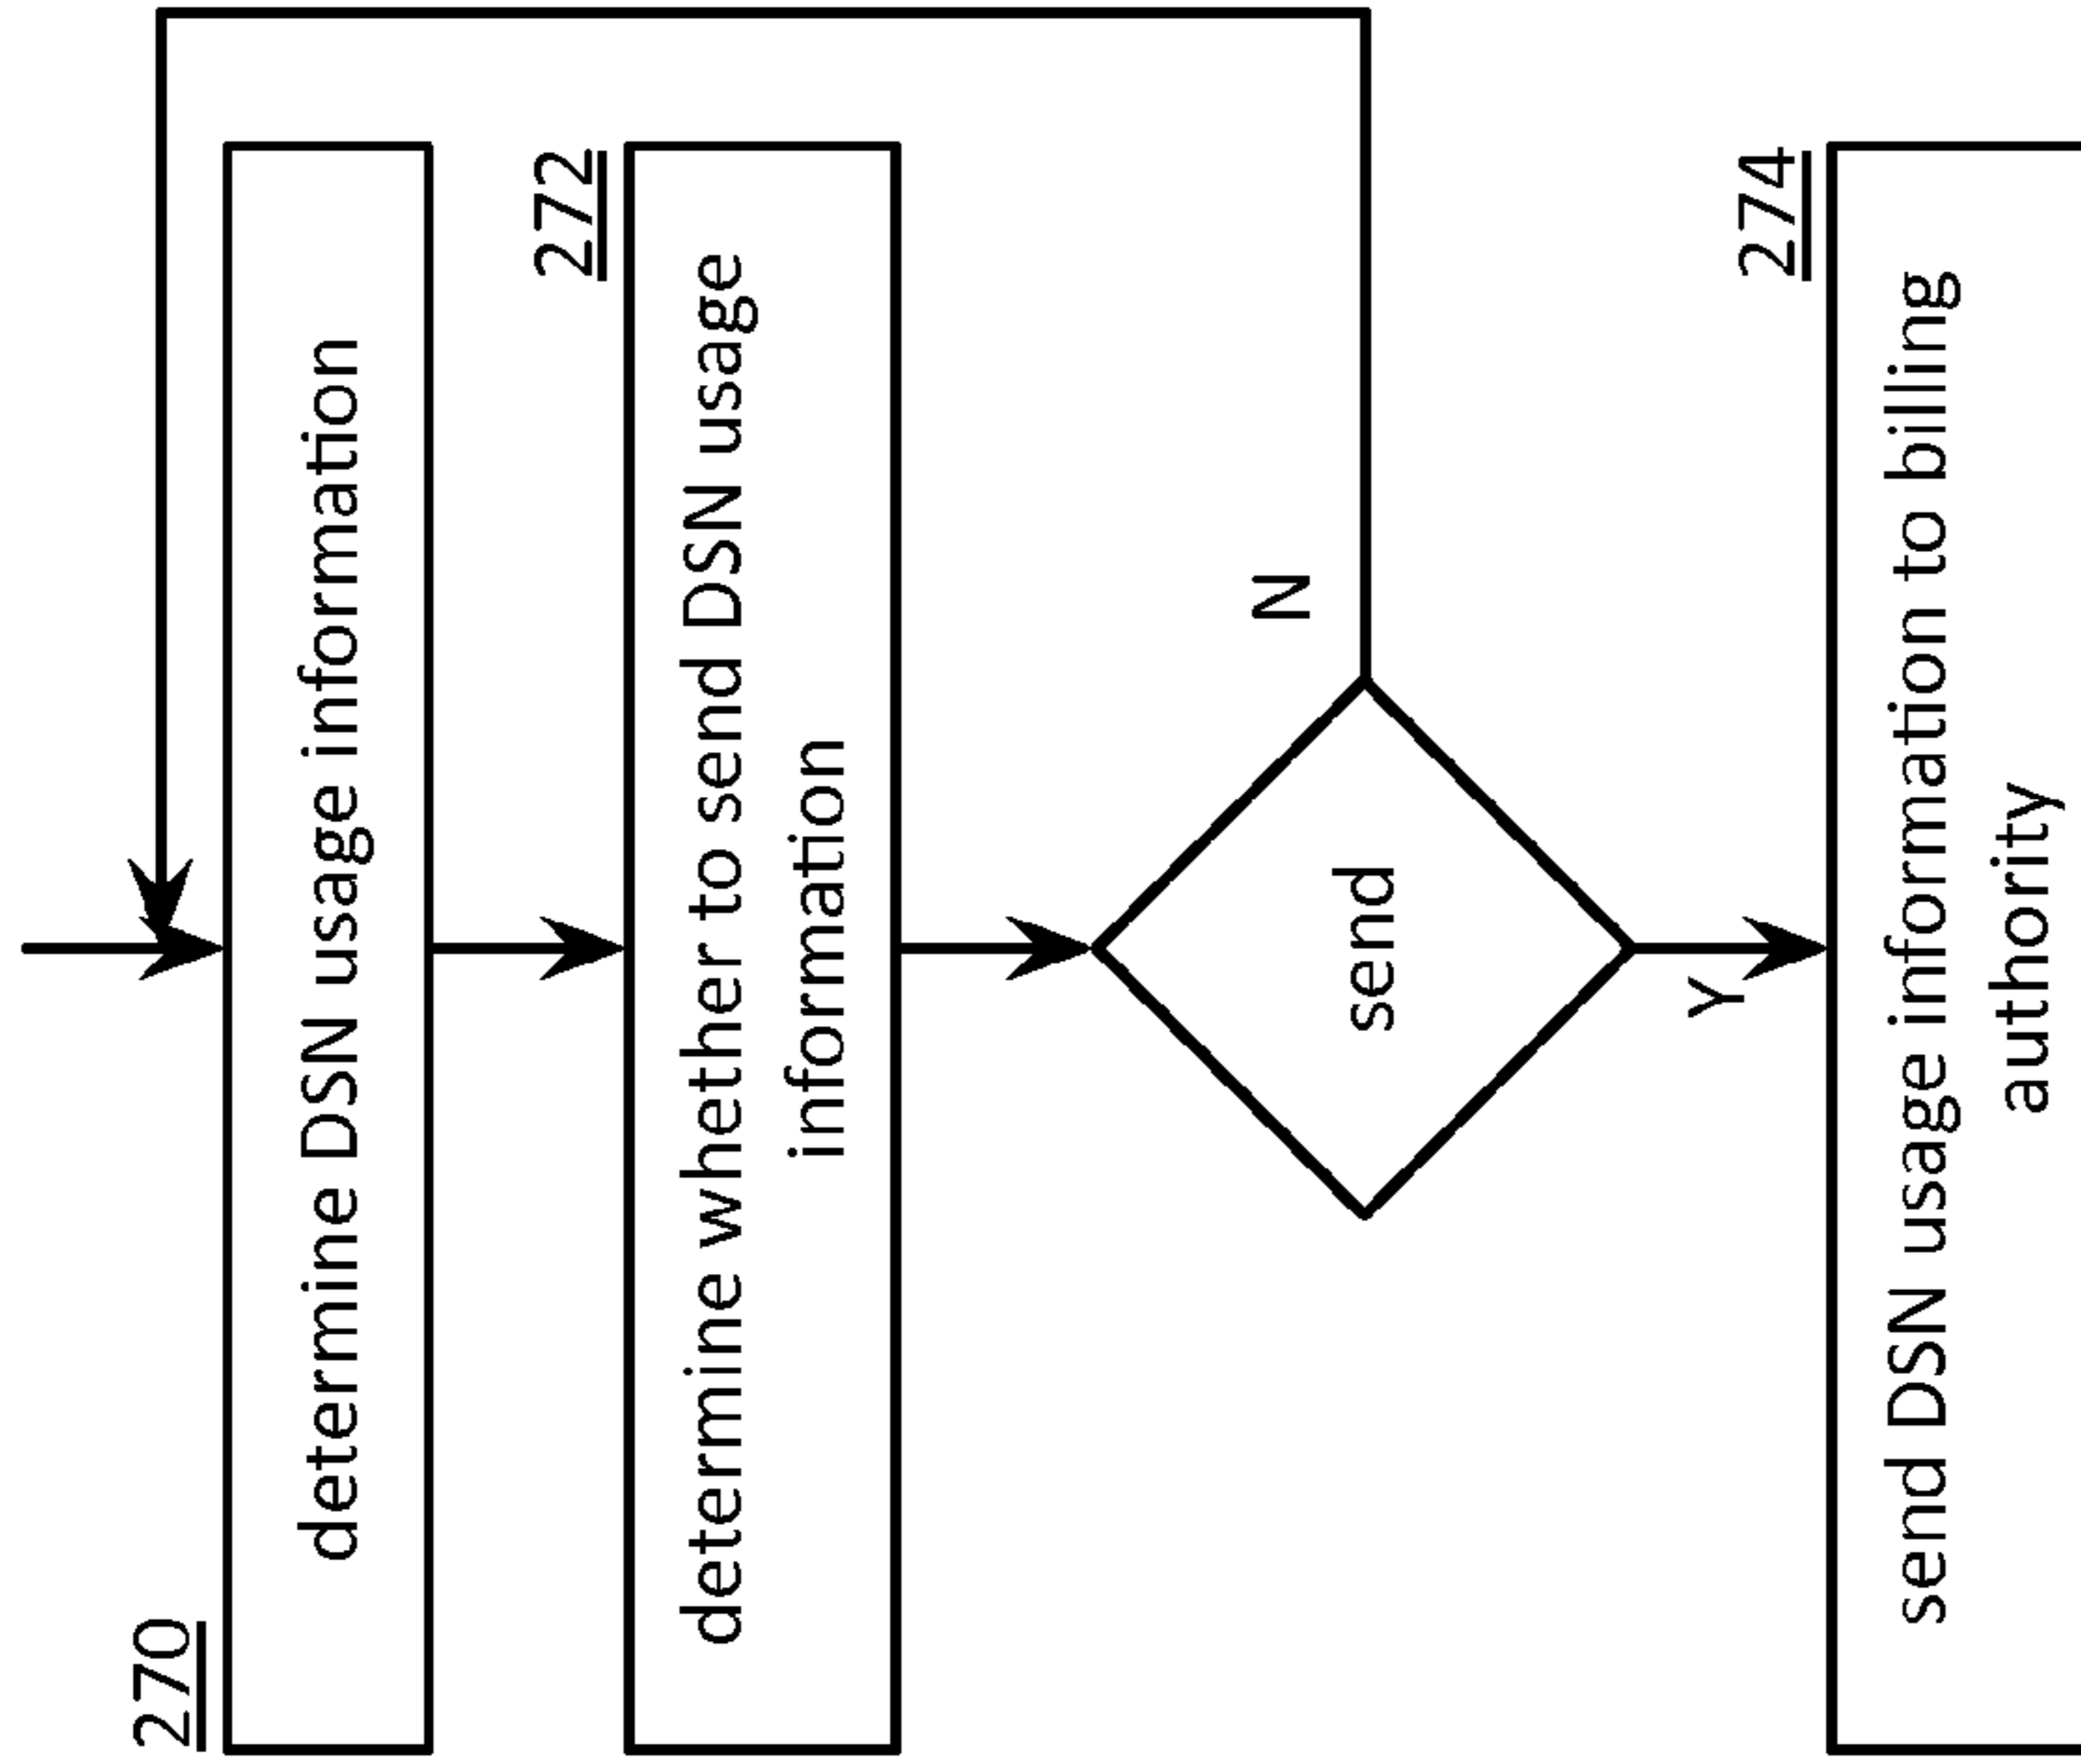 270
determine DSN usage information
272
determine whether to send DSN usage
information
send
N
Y
274
send DSN usage information to billing
authority